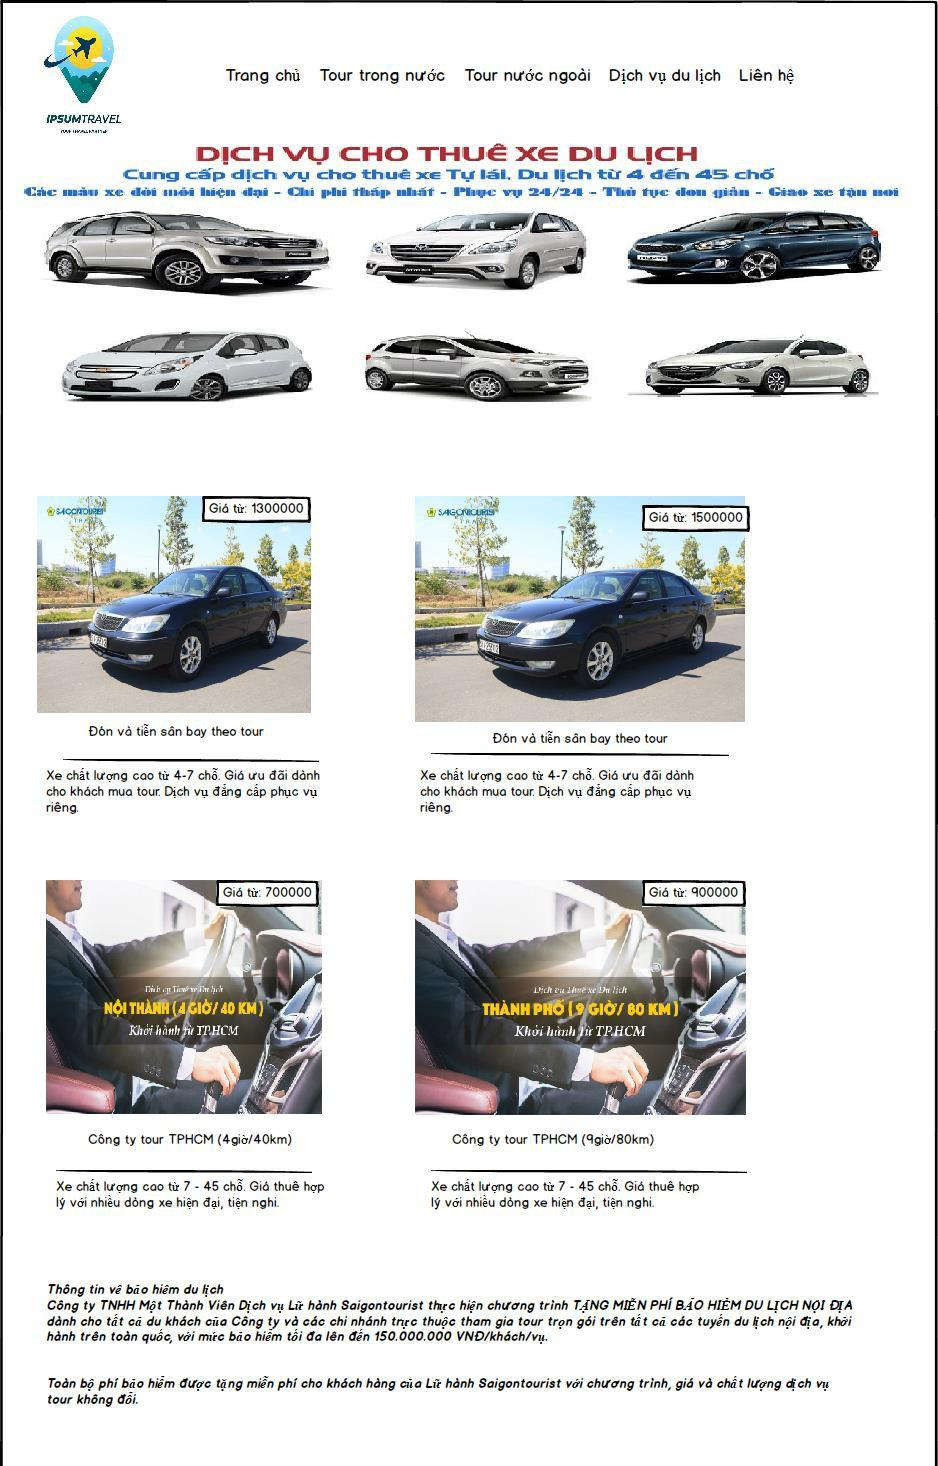 IPSUMTRAVEL
Trang chủ Tour trong nước Tour nước ngoài Dịch vụ du lịch Liên hệ
DỊCH VỤ CHO THUÊ XE DU LỊCH
Cung cấp dịch vụ cho thuê xe Tự lái, Du lịch từ 4 đến 45 chỗ
Các mẫu xe đời mới hiện đại - Chi phí thấp nhất - Phục vụ 24/24 - Thủ tục đơn giản - Giao xe tận nơi
SAIGONTOURIST
TRAVEL
Giá từ: 1300000
SAIGONTOURIST
TRAVEL
Giá từ: 1500000
Đón và tiễn sân bay theo tour
Đón và tiễn sân bay theo tour
Xe chất lượng cao từ 4-7 chỗ. Giá ưu đãi dành
cho khách mua tour. Dịch vụ đẳng cấp phục vụ
riêng.
Xe chất lượng cao từ 4-7 chỗ. Giá ưu đãi dành
cho khách mua tour. Dịch vụ đẳng cấp phục vụ
riêng.
Giá từ: 700000
Dịch vụ Thuê xe Du lịch
NỘI THÀNH ( 4 GIỜ/ 40 KM )
Khởi hành từ TP.HCM
Giá từ: 900000
Dịch vụ Thuê xe Du lịch
THÀNH PHỐ ( 9 GIỜ/ 80 KM )
Khởi hành từ TP.HCM
Công ty tour TPHCM (4giờ/40km)
Công ty tour TPHCM (9giờ/80km)
Xe chất lượng cao từ 7 - 45 chỗ. Giá thuê hợp
lý với nhiều dòng xe hiện đại, tiện nghi.
Xe chất lượng cao từ 7 - 45 chỗ. Giá thuê hợp
lý với nhiều dòng xe hiện đại, tiện nghi.
Thông tin về bảo hiểm du lịch
Công ty TNHH Một Thành Viên Dịch vụ Lữ hành Saigontourist thực hiện chương trình TẶNG MIỄN PHÍ BẢO HIỂM DU LỊCH NỘI ĐỊA
dành cho tất cả du khách của Công ty và các chi nhánh trực thuộc tham gia tour trọn gói trên tất cả các tuyến du lịch nội địa, khởi
hành trên toàn quốc, với mức bảo hiểm tối đa lên đến 150.000.000 VNĐ/khách/vụ.
Toàn bộ phí bảo hiểm được tặng miễn phí cho khách hàng của Lữ hành Saigontourist với chương trình, giá và chất lượng dịch vụ
tour không đổi.